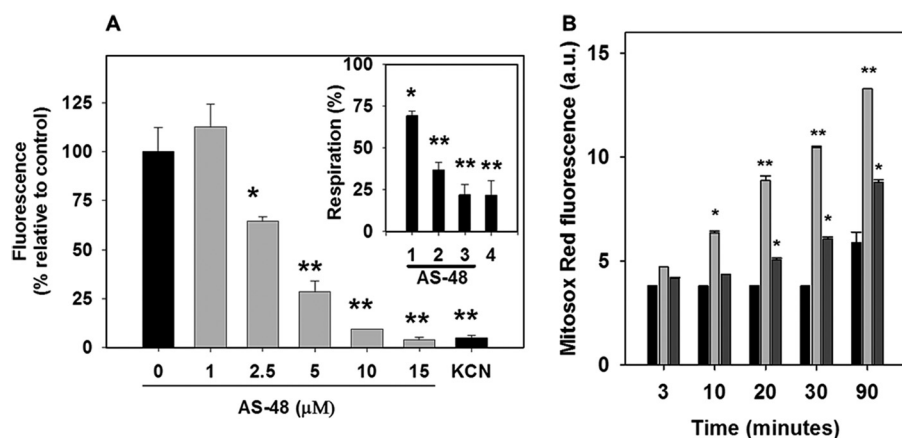 A
Fluorescence
(% relative to control)
125
100
75
50
25
0
*
**
**
**
**
0 1 2.5 5 10 15 KCN
AS-48 (μM)
Respiration (%)
100
75
50
25
0
*
**
**
**
1 2 3 4
AS-48
B
Mitosox Red fluorescence (a.u.)
15
10
5
0
*
**
*
**
*
**
*
3 10 20 30 90
Time (minutes)